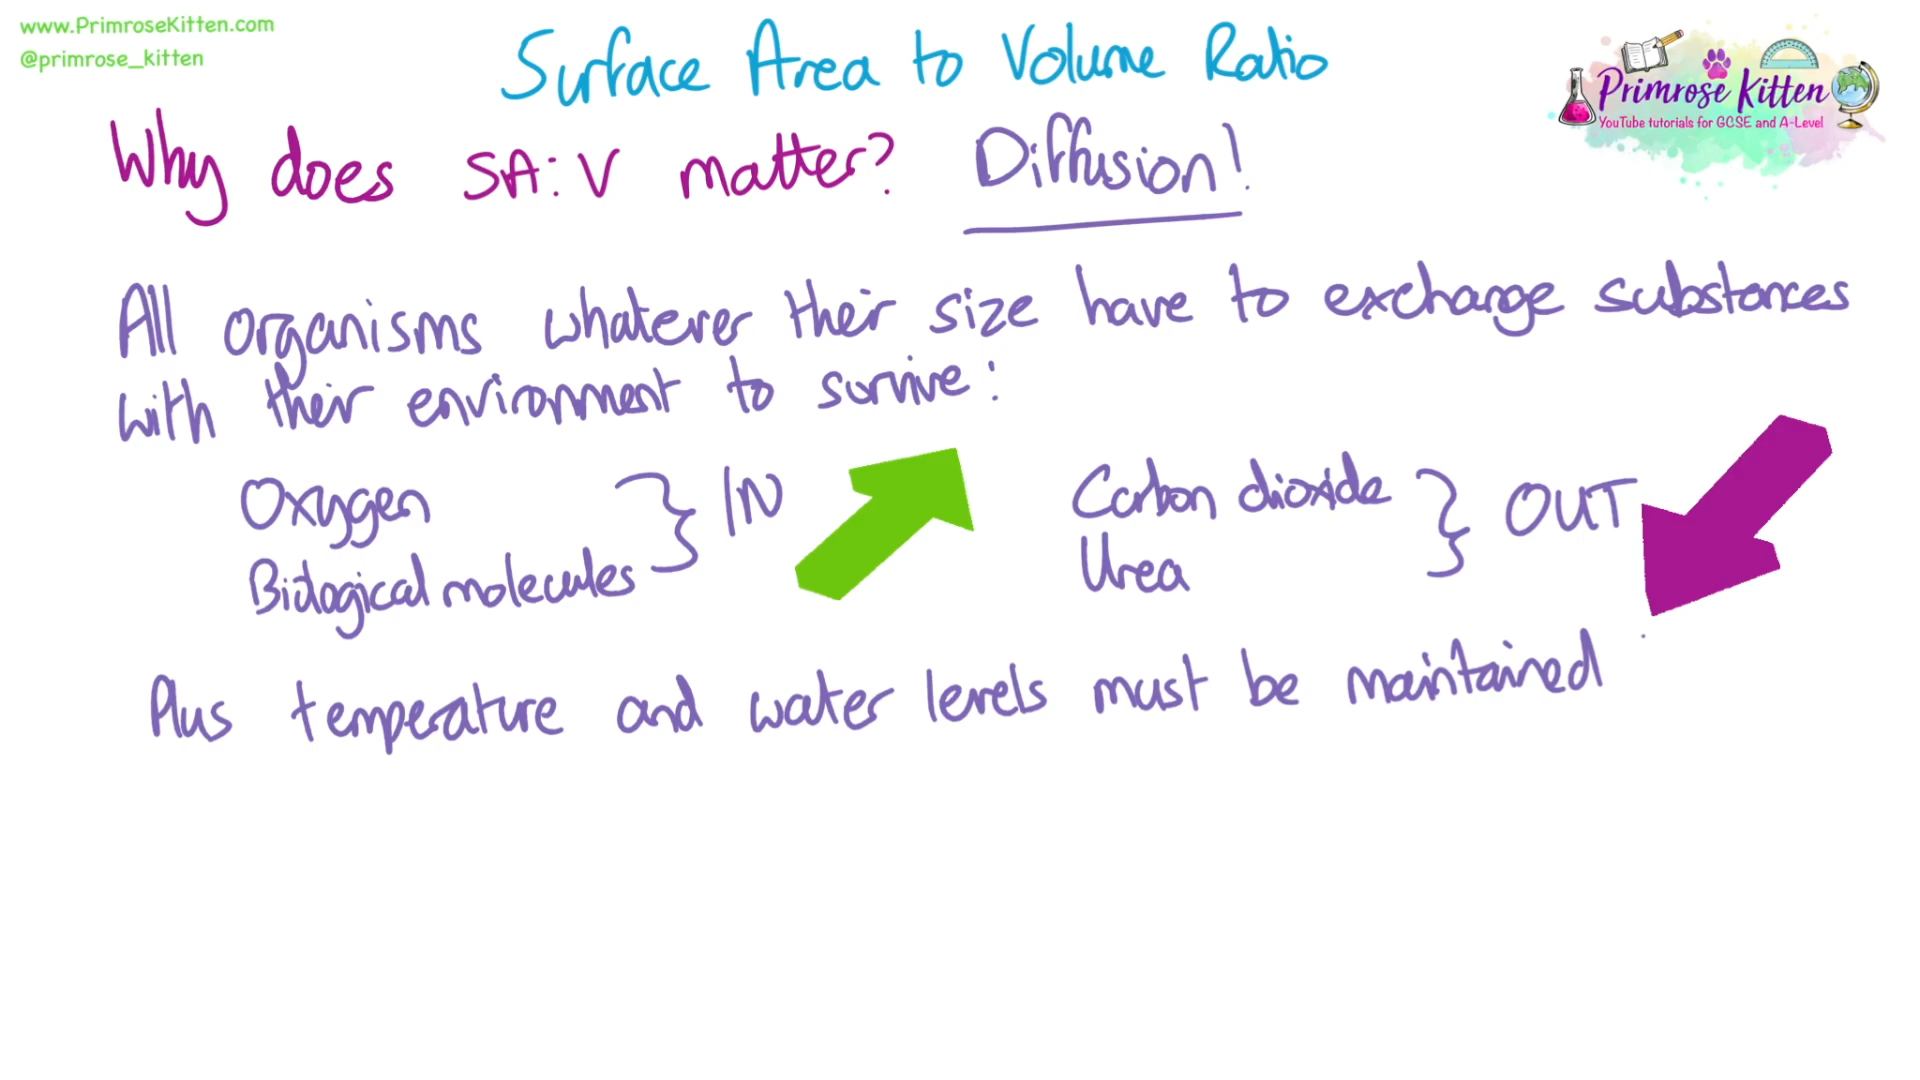 www.PrimroseKitten.com
@primrose_kitten
Surface Area to Volume Ratio
Primrose Kitten
YouTube tutorials for GCSE and A-Level
Why does SA:V matter? Diffusion!
All organisms whatever their size have to exchange substances
with their environment to survive:
Oxygen } IN
Biological molecules
Carbon dioxide } OUT
Urea
Plus temperature and water levels must be maintained